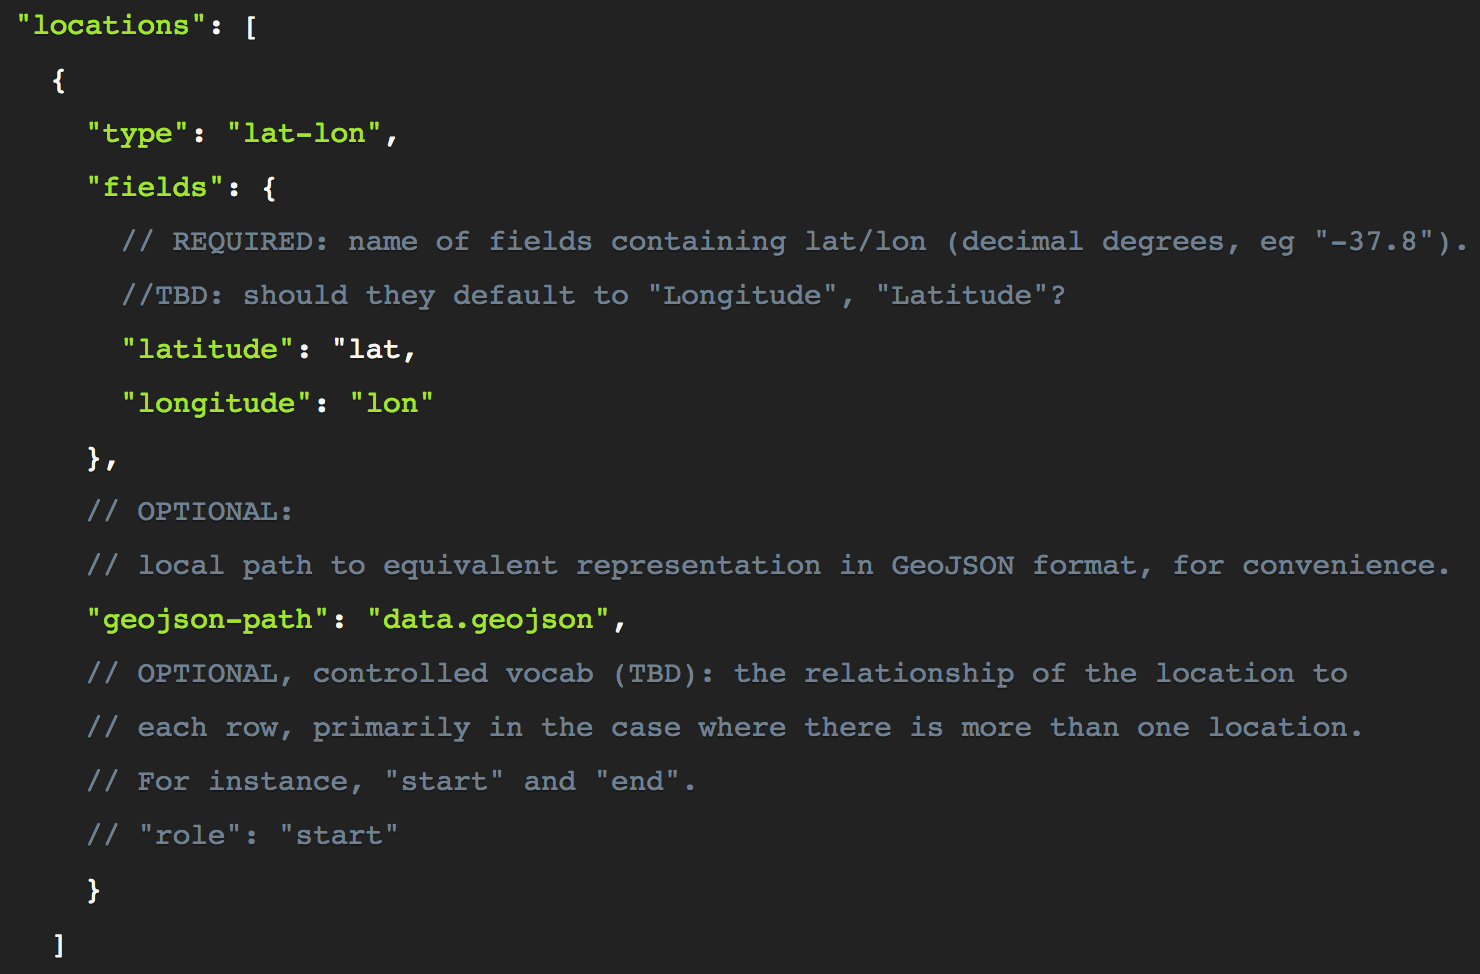 "locations": [
{
"type": "lat-lon",
"fields": {
// REQUIRED: name of fields containing lat/lon (decimal degrees, eg "-37.8").
//TBD: should they default to "Longitude", "Latitude"?
"latitude": "lat,
"longitude": "lon"
},
// OPTIONAL:
// local path to equivalent representation in GeoJSON format, for convenience.
"geojson-path": "data.geojson",
// OPTIONAL, controlled vocab (TBD): the relationship of the location to
// each row, primarily in the case where there is more than one location.
// For instance, "start" and "end".
// "role": "start"
}
]